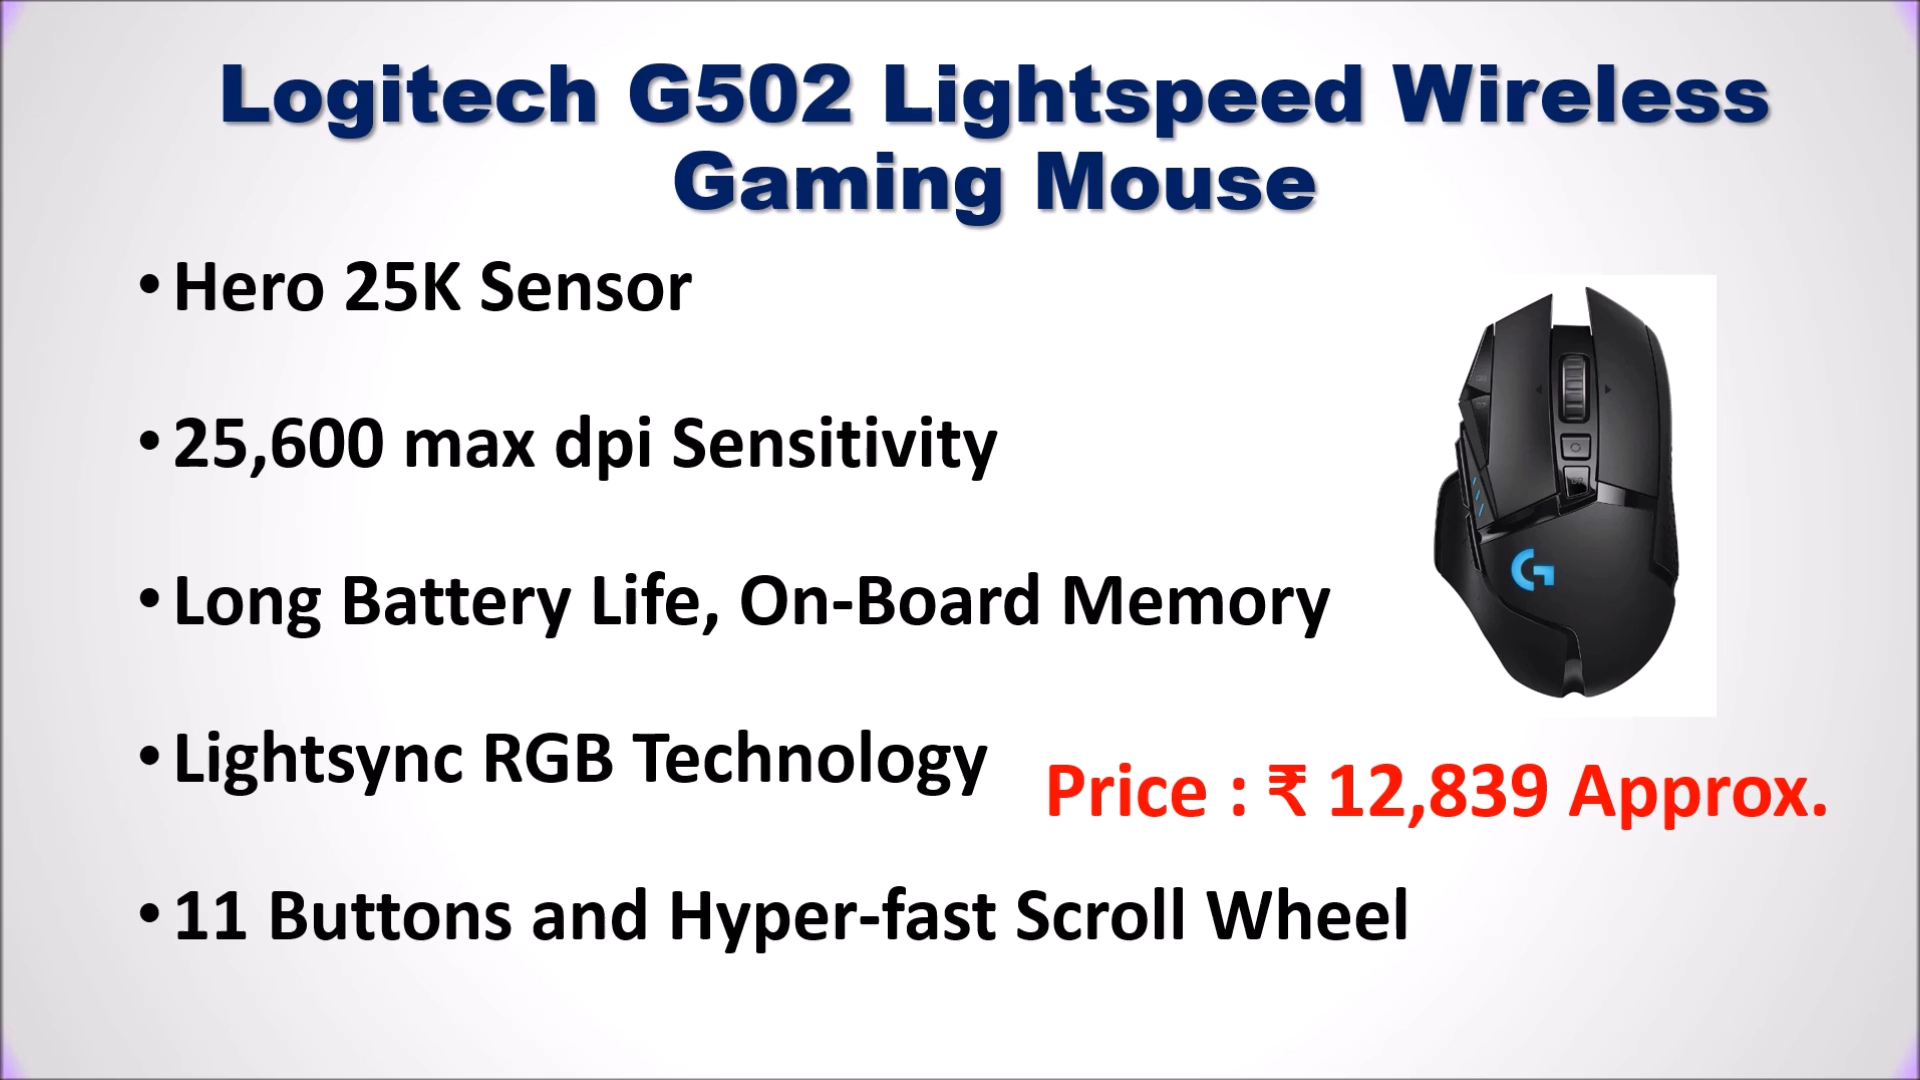 Logitech G502 Lightspeed Wireless
Gaming Mouse
• Hero 25K Sensor
• 25,600 max dpi Sensitivity
• Long Battery Life, On-Board Memory
• Lightsync RGB Technology
Price : ₹ 12,839 Approx.
• 11 Buttons and Hyper-fast Scroll Wheel